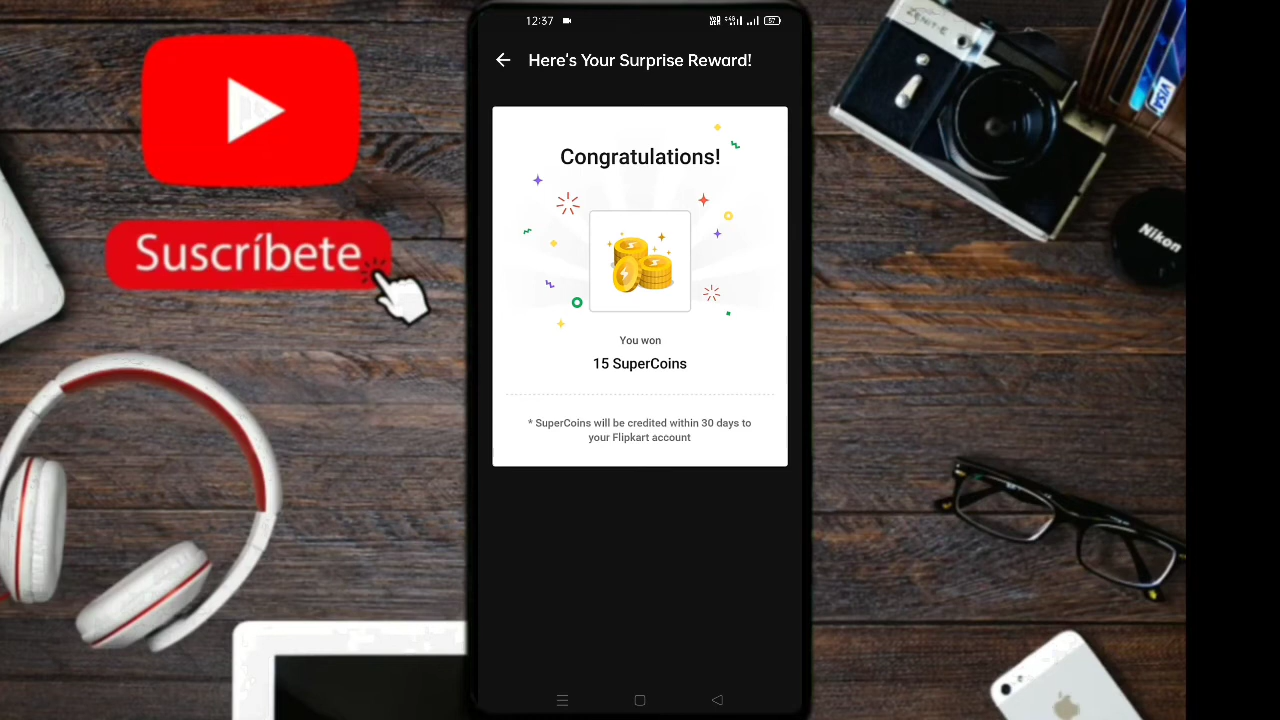 12:37
Here's Your Surprise Reward!
Congratulations!
You won
15 SuperCoins
* SuperCoins will be credited within 30 days to
your Flipkart account
Suscríbete
ZENIT-E
VISA
Nikon